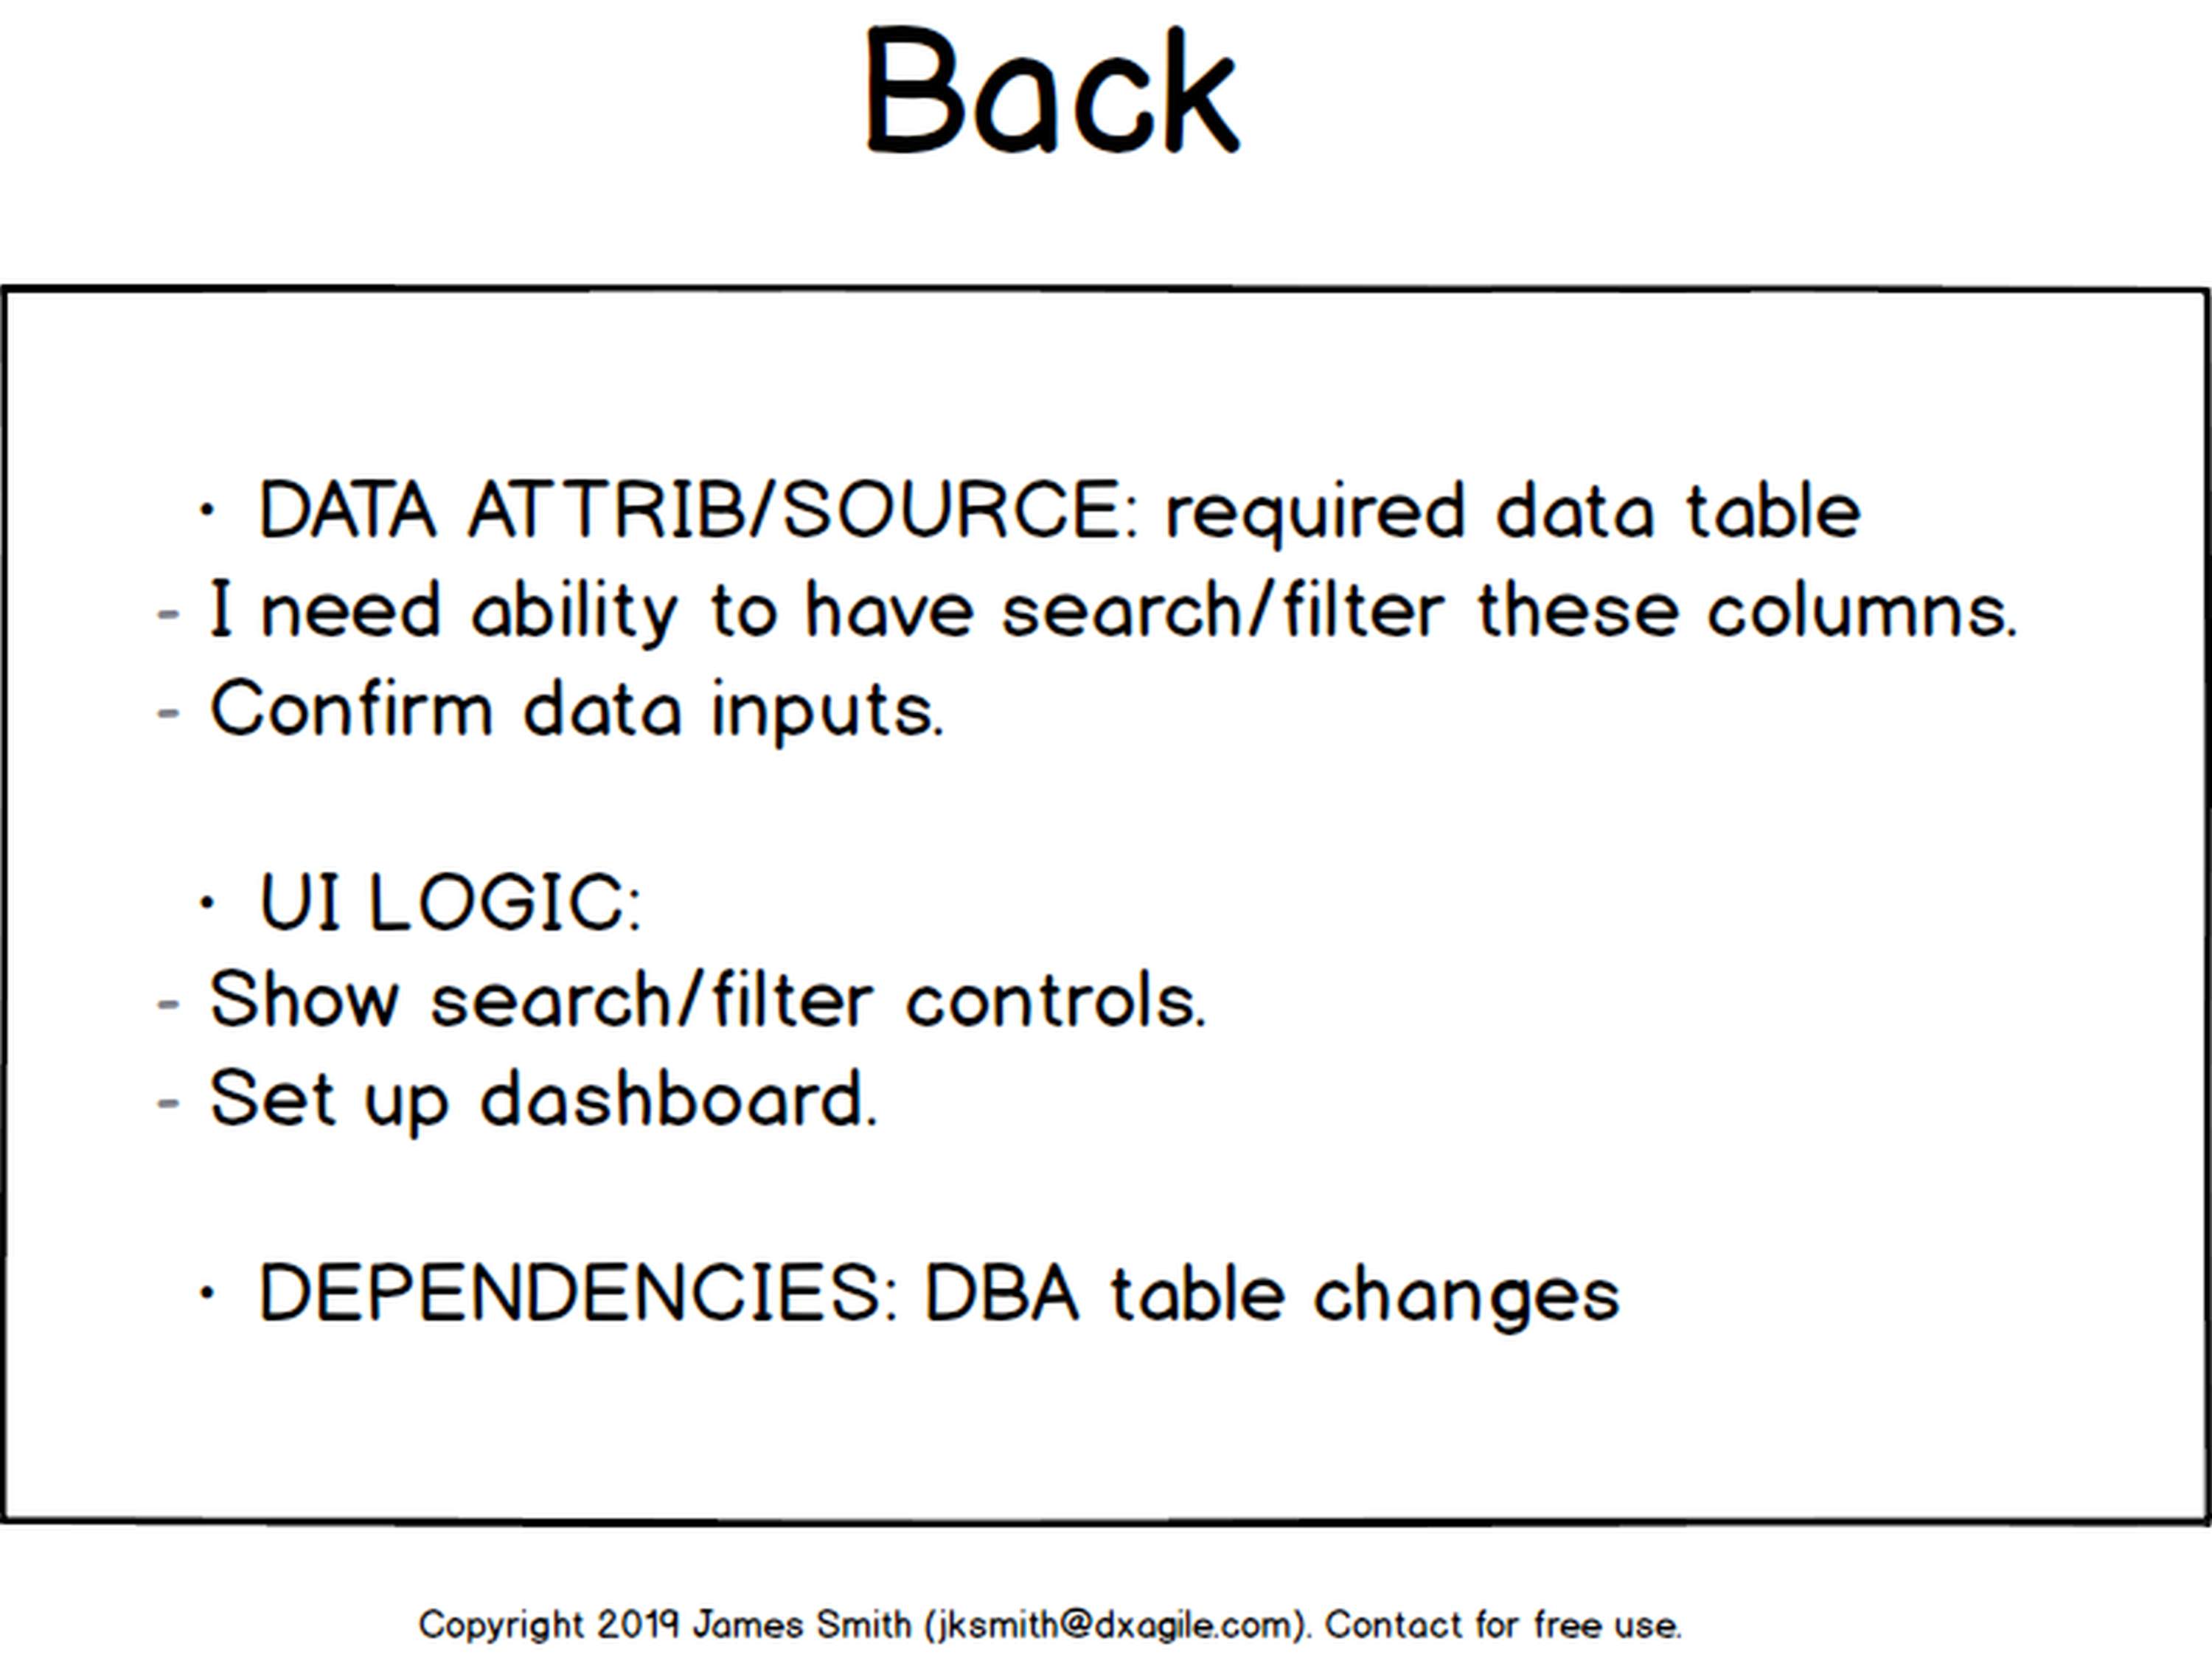 Back
• DATA ATTRIB/SOURCE: required data table
- I need ability to have search/filter these columns.
- Confirm data inputs.
• UI LOGIC:
- Show search/filter controls.
- Set up dashboard.
• DEPENDENCIES: DBA table changes
Copyright 2019 James Smith (jksmith@dxagile.com). Contact for free use.